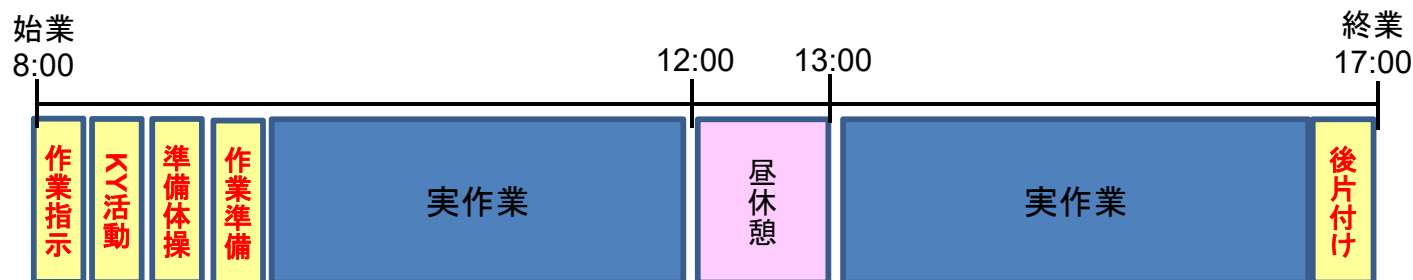 始業
8:00
12:00
13:00
終業
17:00
作業指示
KY活動
準備体操
作業準備
実作業
昼休憩
実作業
後片付け